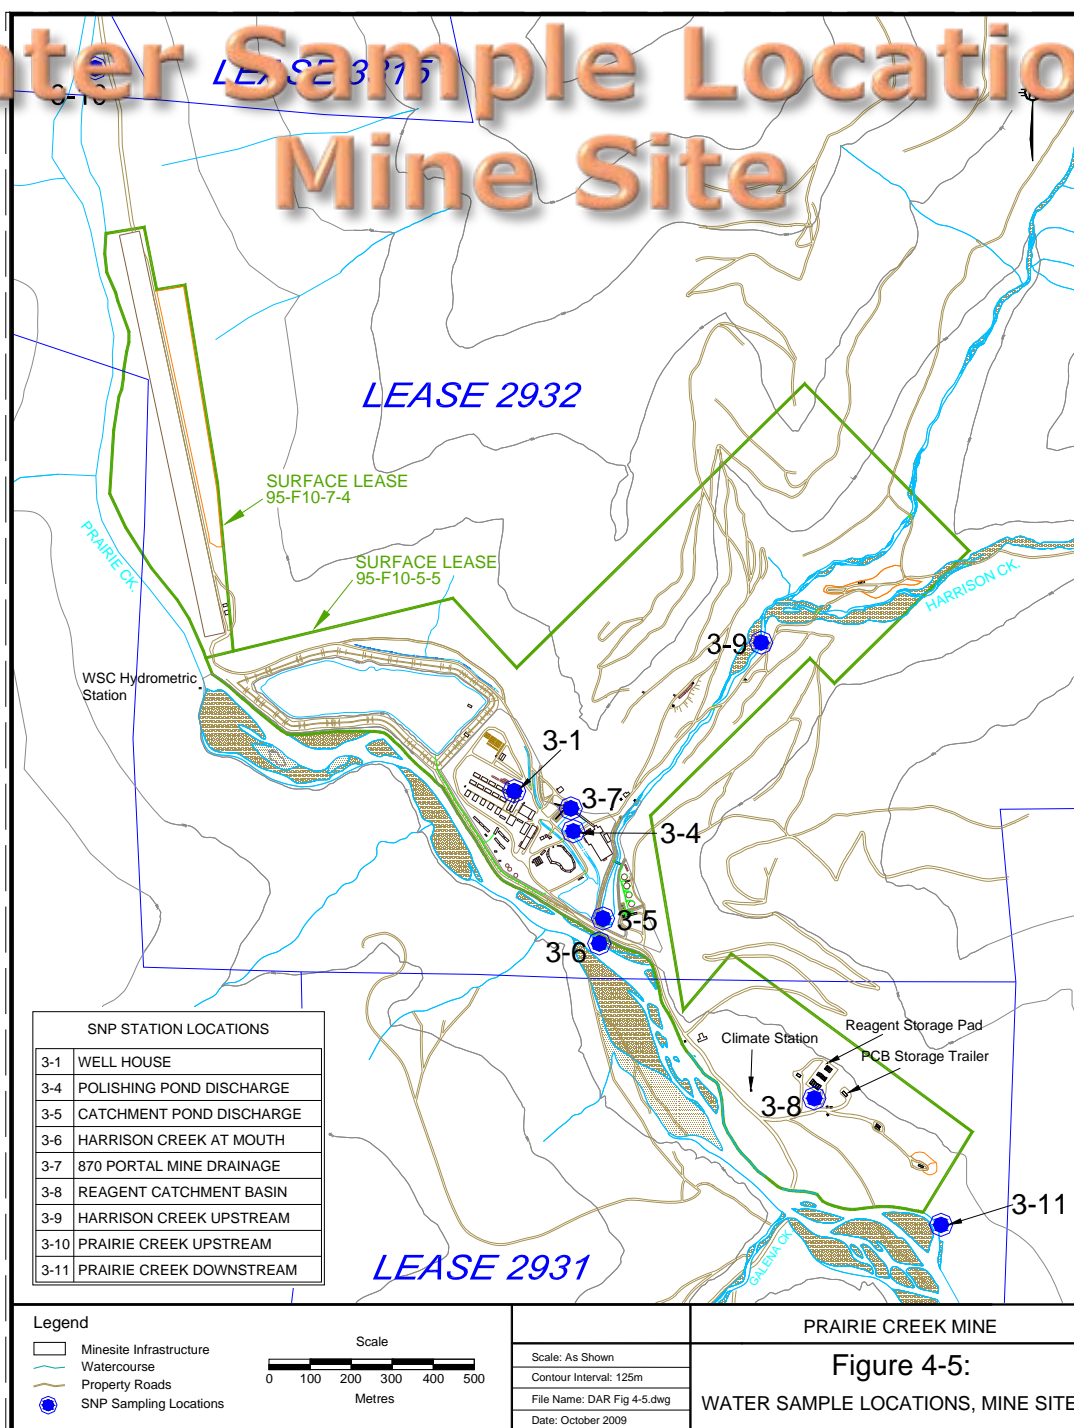 ater Sample Locatio
Mine Site
LEASE 3315
3-10
LEASE 2932
SURFACE LEASE
95-F10-7-4
SURFACE LEASE
95-F10-5-5
PRAIRIE CK.
HARRISON CK.
WSC Hydrometric
Station
3-9
3-1
3-7
3-4
3-5
3-6
Climate Station
Reagent Storage Pad
PCB Storage Trailer
3-8
3-11
GALENA CK
LEASE 2931
SNP STATION LOCATIONS
3-1 WELL HOUSE
3-4 POLISHING POND DISCHARGE
3-5 CATCHMENT POND DISCHARGE
3-6 HARRISON CREEK AT MOUTH
3-7 870 PORTAL MINE DRAINAGE
3-8 REAGENT CATCHMENT BASIN
3-9 HARRISON CREEK UPSTREAM
3-10 PRAIRIE CREEK UPSTREAM
3-11 PRAIRIE CREEK DOWNSTREAM
Legend
Minesite Infrastructure
Watercourse
Property Roads
SNP Sampling Locations
Scale
0 100 200 300 400 500
Metres
Scale: As Shown
Contour Interval: 125m
File Name: DAR Fig 4-5.dwg
Date: October 2009
PRAIRIE CREEK MINE
Figure 4-5:
WATER SAMPLE LOCATIONS, MINE SITE